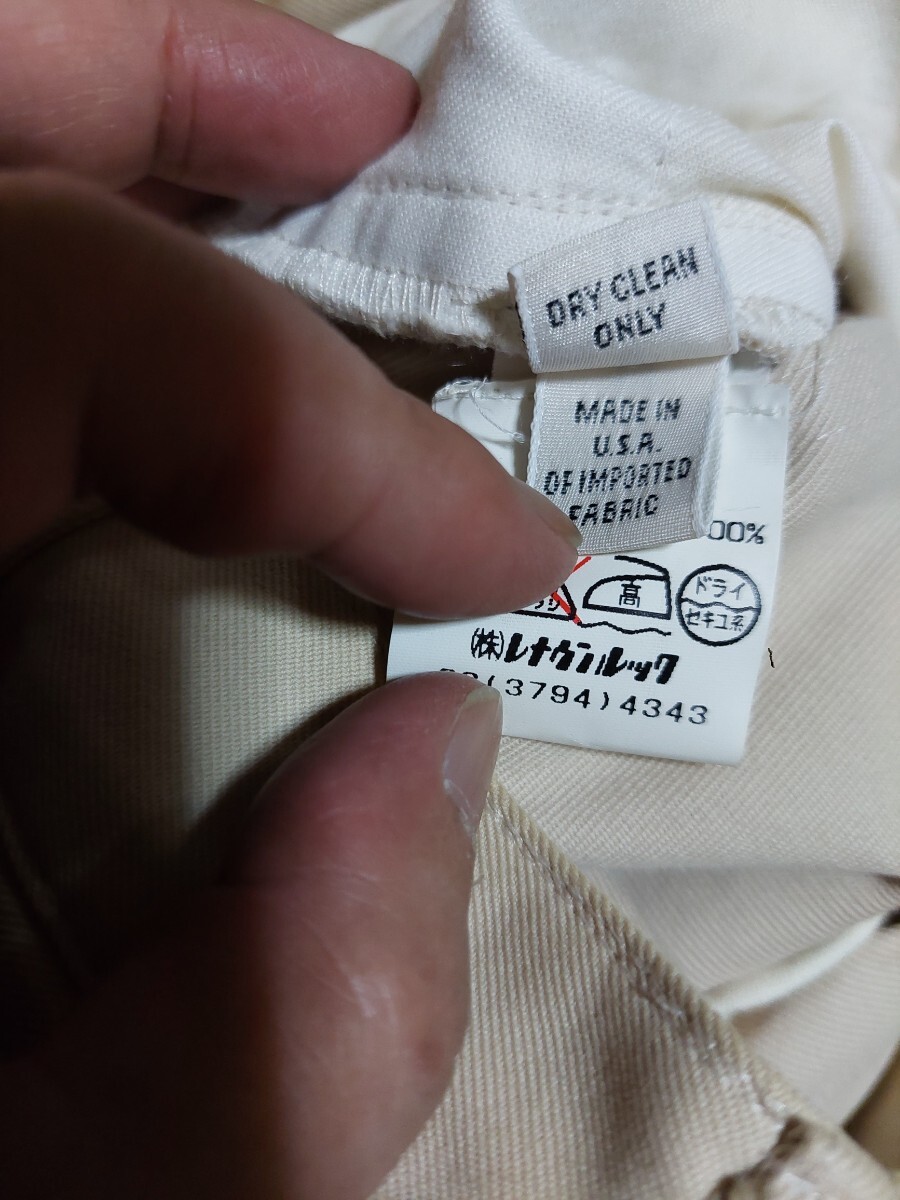 DRY CLEAN
ONLY
MADE IN
U.S.A.
OF IMPORTED
FABRIC
00%
高
ドライ
セキユ系
(株)レナウンルック
(3794)4343